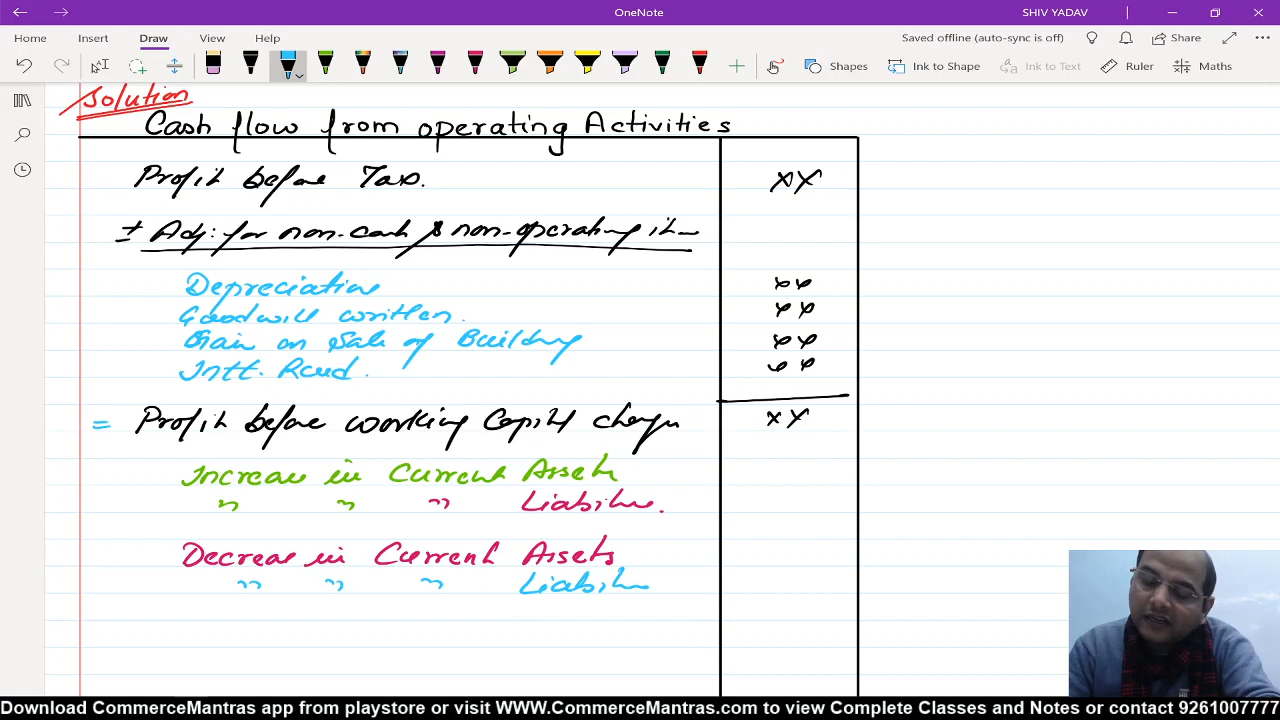 OneNote
SHIV YADAV
Home Insert Draw View Help
Saved offline (auto-sync is off)
Share
Shapes
Ink to Shape
Ink to Text
Ruler
Maths
Solution
Cash flow from operating Activities
Profit before Tax. XX
± Adj: for non-cash & non-operating
Depreciation xx
Goodwill written. xx
Gain on Sale of Building xx
Intt. Rcvd. xx
= Profit before working Capital xx
Increase in Current Assets
" " " Liabilities.
Decrease in Current Assets
" " " Liabilities
Download CommerceMantras app from playstore or visit WWW.CommerceMantras.com to view Complete Classes and Notes or contact 9261007777